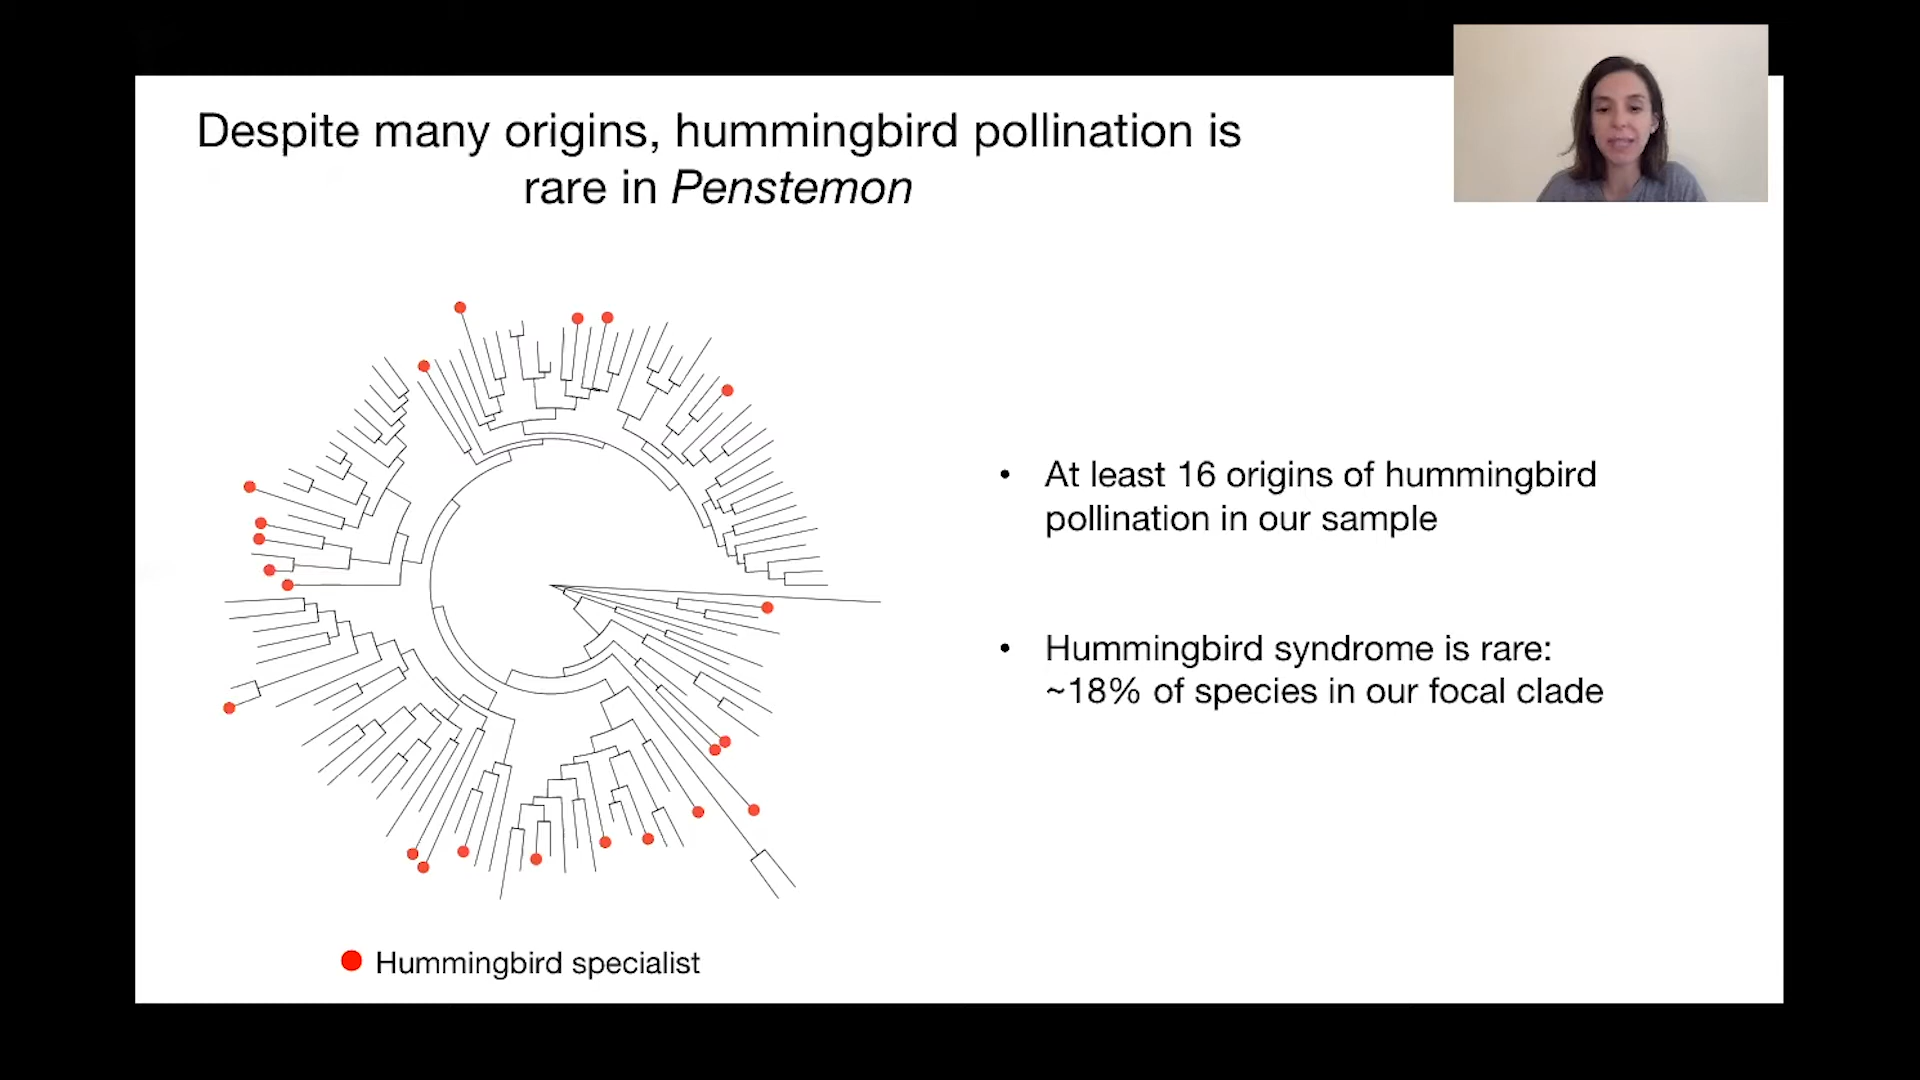 Despite many origins, hummingbird pollination is
rare in Penstemon
• At least 16 origins of hummingbird
pollination in our sample
• Hummingbird syndrome is rare:
~18% of species in our focal clade
Hummingbird specialist